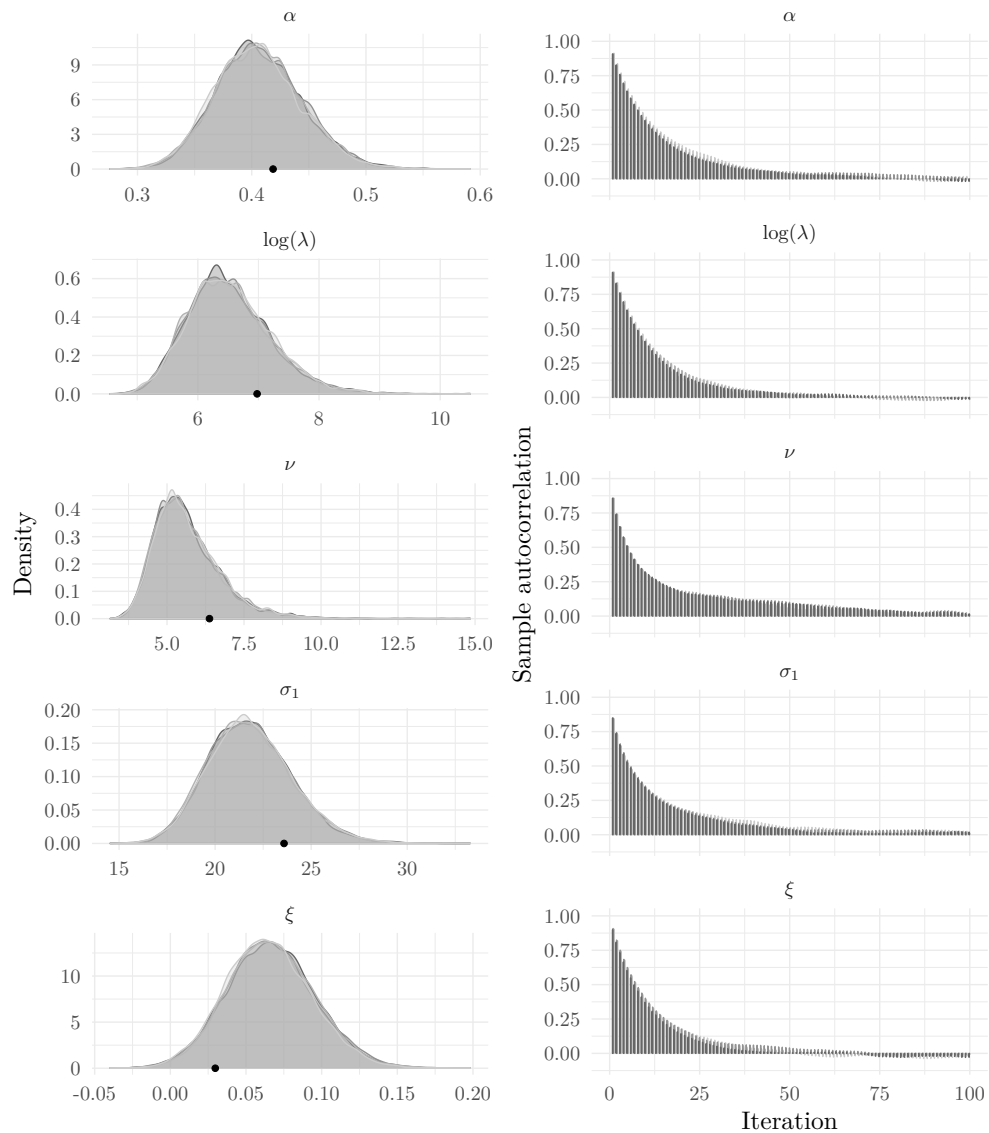 α
9
6
3
0
0.3 0.4 0.5 0.6
log(λ)
0.6
0.4
0.2
0.0
6 8 10
ν
0.4
0.3
0.2
0.1
0.0
5.0 7.5 10.0 12.5 15.0
σ₁
0.20
0.15
0.10
0.05
0.00
15 20 25 30
ξ
10
5
0
-0.05 0.00 0.05 0.10 0.15 0.20
Density
α
1.00
0.75
0.50
0.25
0.00
log(λ)
1.00
0.75
0.50
0.25
0.00
ν
1.00
0.75
0.50
0.25
0.00
σ₁
1.00
0.75
0.50
0.25
0.00
ξ
1.00
0.75
0.50
0.25
0.00
0 25 50 75 100
Iteration
Sample autocorrelation